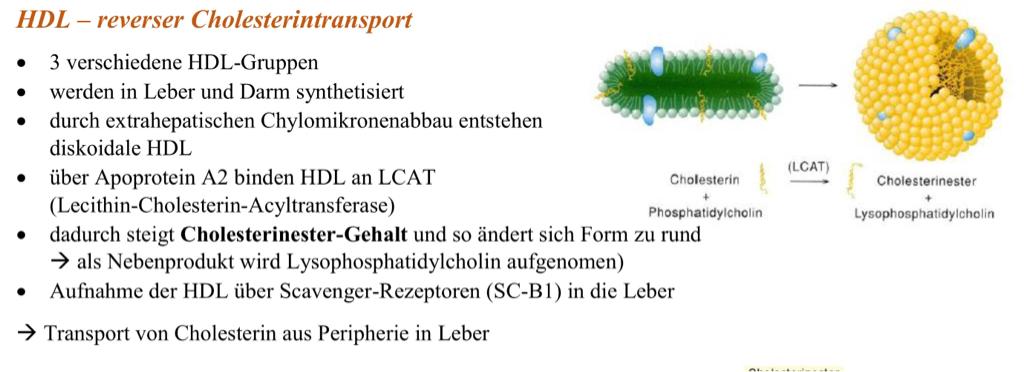 HDL – reverser Cholesterintransport
• 3 verschiedene HDL-Gruppen
• werden in Leber und Darm synthetisiert
• durch extrahepatischen Chylomikronenabbau entstehen
diskoidale HDL
• über Apoprotein A2 binden HDL an LCAT
(Lecithin-Cholesterin-Acyltransferase)
• dadurch steigt Cholesterinester-Gehalt und so ändert sich Form zu rund
→ als Nebenprodukt wird Lysophosphatidylcholin aufgenomen)
• Aufnahme der HDL über Scavenger-Rezeptoren (SC-B1) in die Leber
→ Transport von Cholesterin aus Peripherie in Leber
Cholesterin
+
Phosphatidylcholin
(LCAT)
Cholesterinester
+
Lysophosphatidylcholin